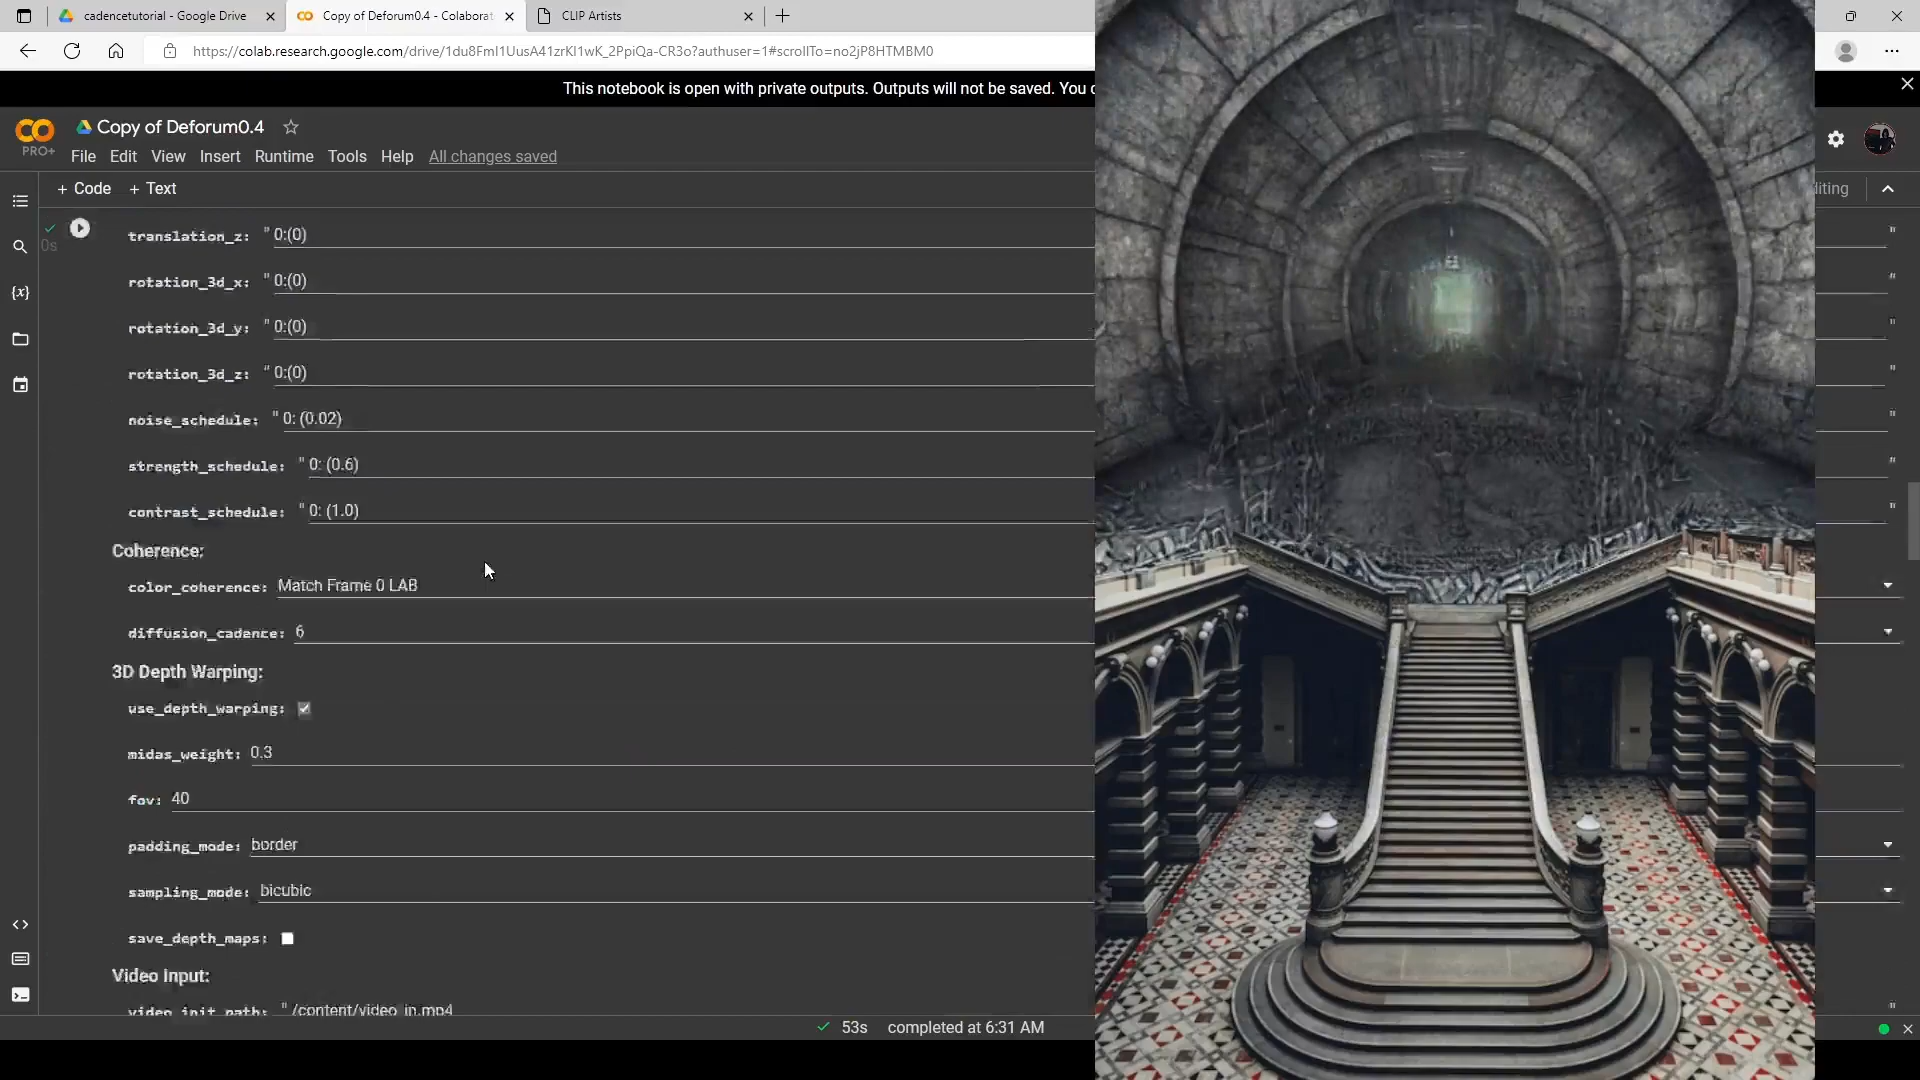 cadencetutorial - Google Drive
Copy of Deforum0.4 - Colaborat
CLIP Artists
https://colab.research.google.com/drive/1du8FmI1UusA41zrKl1wK_2PpiQa-CR3o?authuser=1#scrollTo=no2jP8HTMBM0
This notebook is open with private outputs. Outputs will not be saved. You c
Copy of Deforum0.4
PRO+
File Edit View Insert Runtime Tools Help All changes saved
+ Code + Text
diting
0s
translation_z: " 0:(0) "
rotation_3d_x: " 0:(0) "
rotation_3d_y: " 0:(0) "
rotation_3d_z: " 0:(0) "
noise_schedule: " 0: (0.02) "
strength_schedule: " 0: (0.6) "
contrast_schedule: " 0: (1.0) "
Coherence:
color_coherence: Match Frame 0 LAB
diffusion_cadence: 6
3D Depth Warping:
use_depth_warping:
midas_weight: 0.3
fov: 40
padding_mode: border
sampling_mode: bicubic
save_depth_maps:
Video Input:
video_init_path: " /content/video_in.mp4 "
53s completed at 6:31 AM